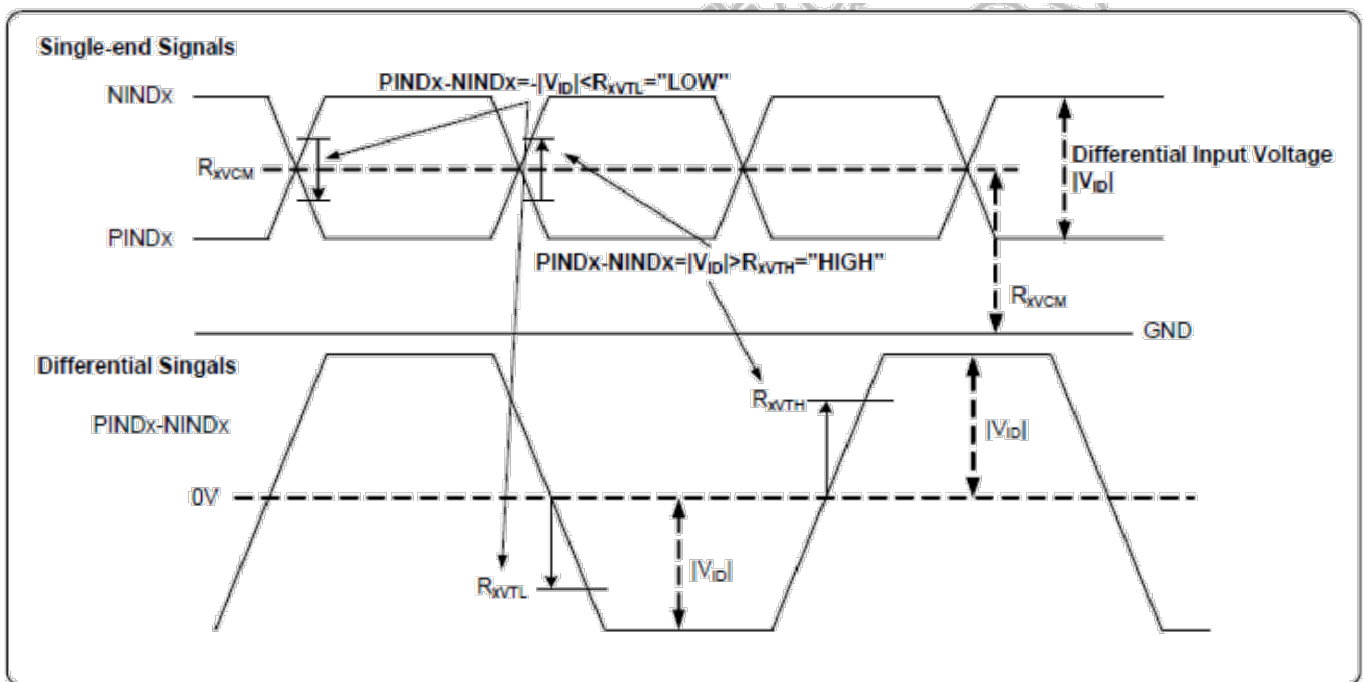 Single-end Signals
PINDx-NINDx=-|VID|<RxVTL="LOW"
NINDx
RxVCM
Differential Input Voltage
|VID|
PINDx
PINDx-NINDx=|VID|>RxVTH="HIGH"
RxVCM
GND
Differential Singals
RxVTH
PINDx-NINDx
|VID|
0V
|VID|
RxVTL